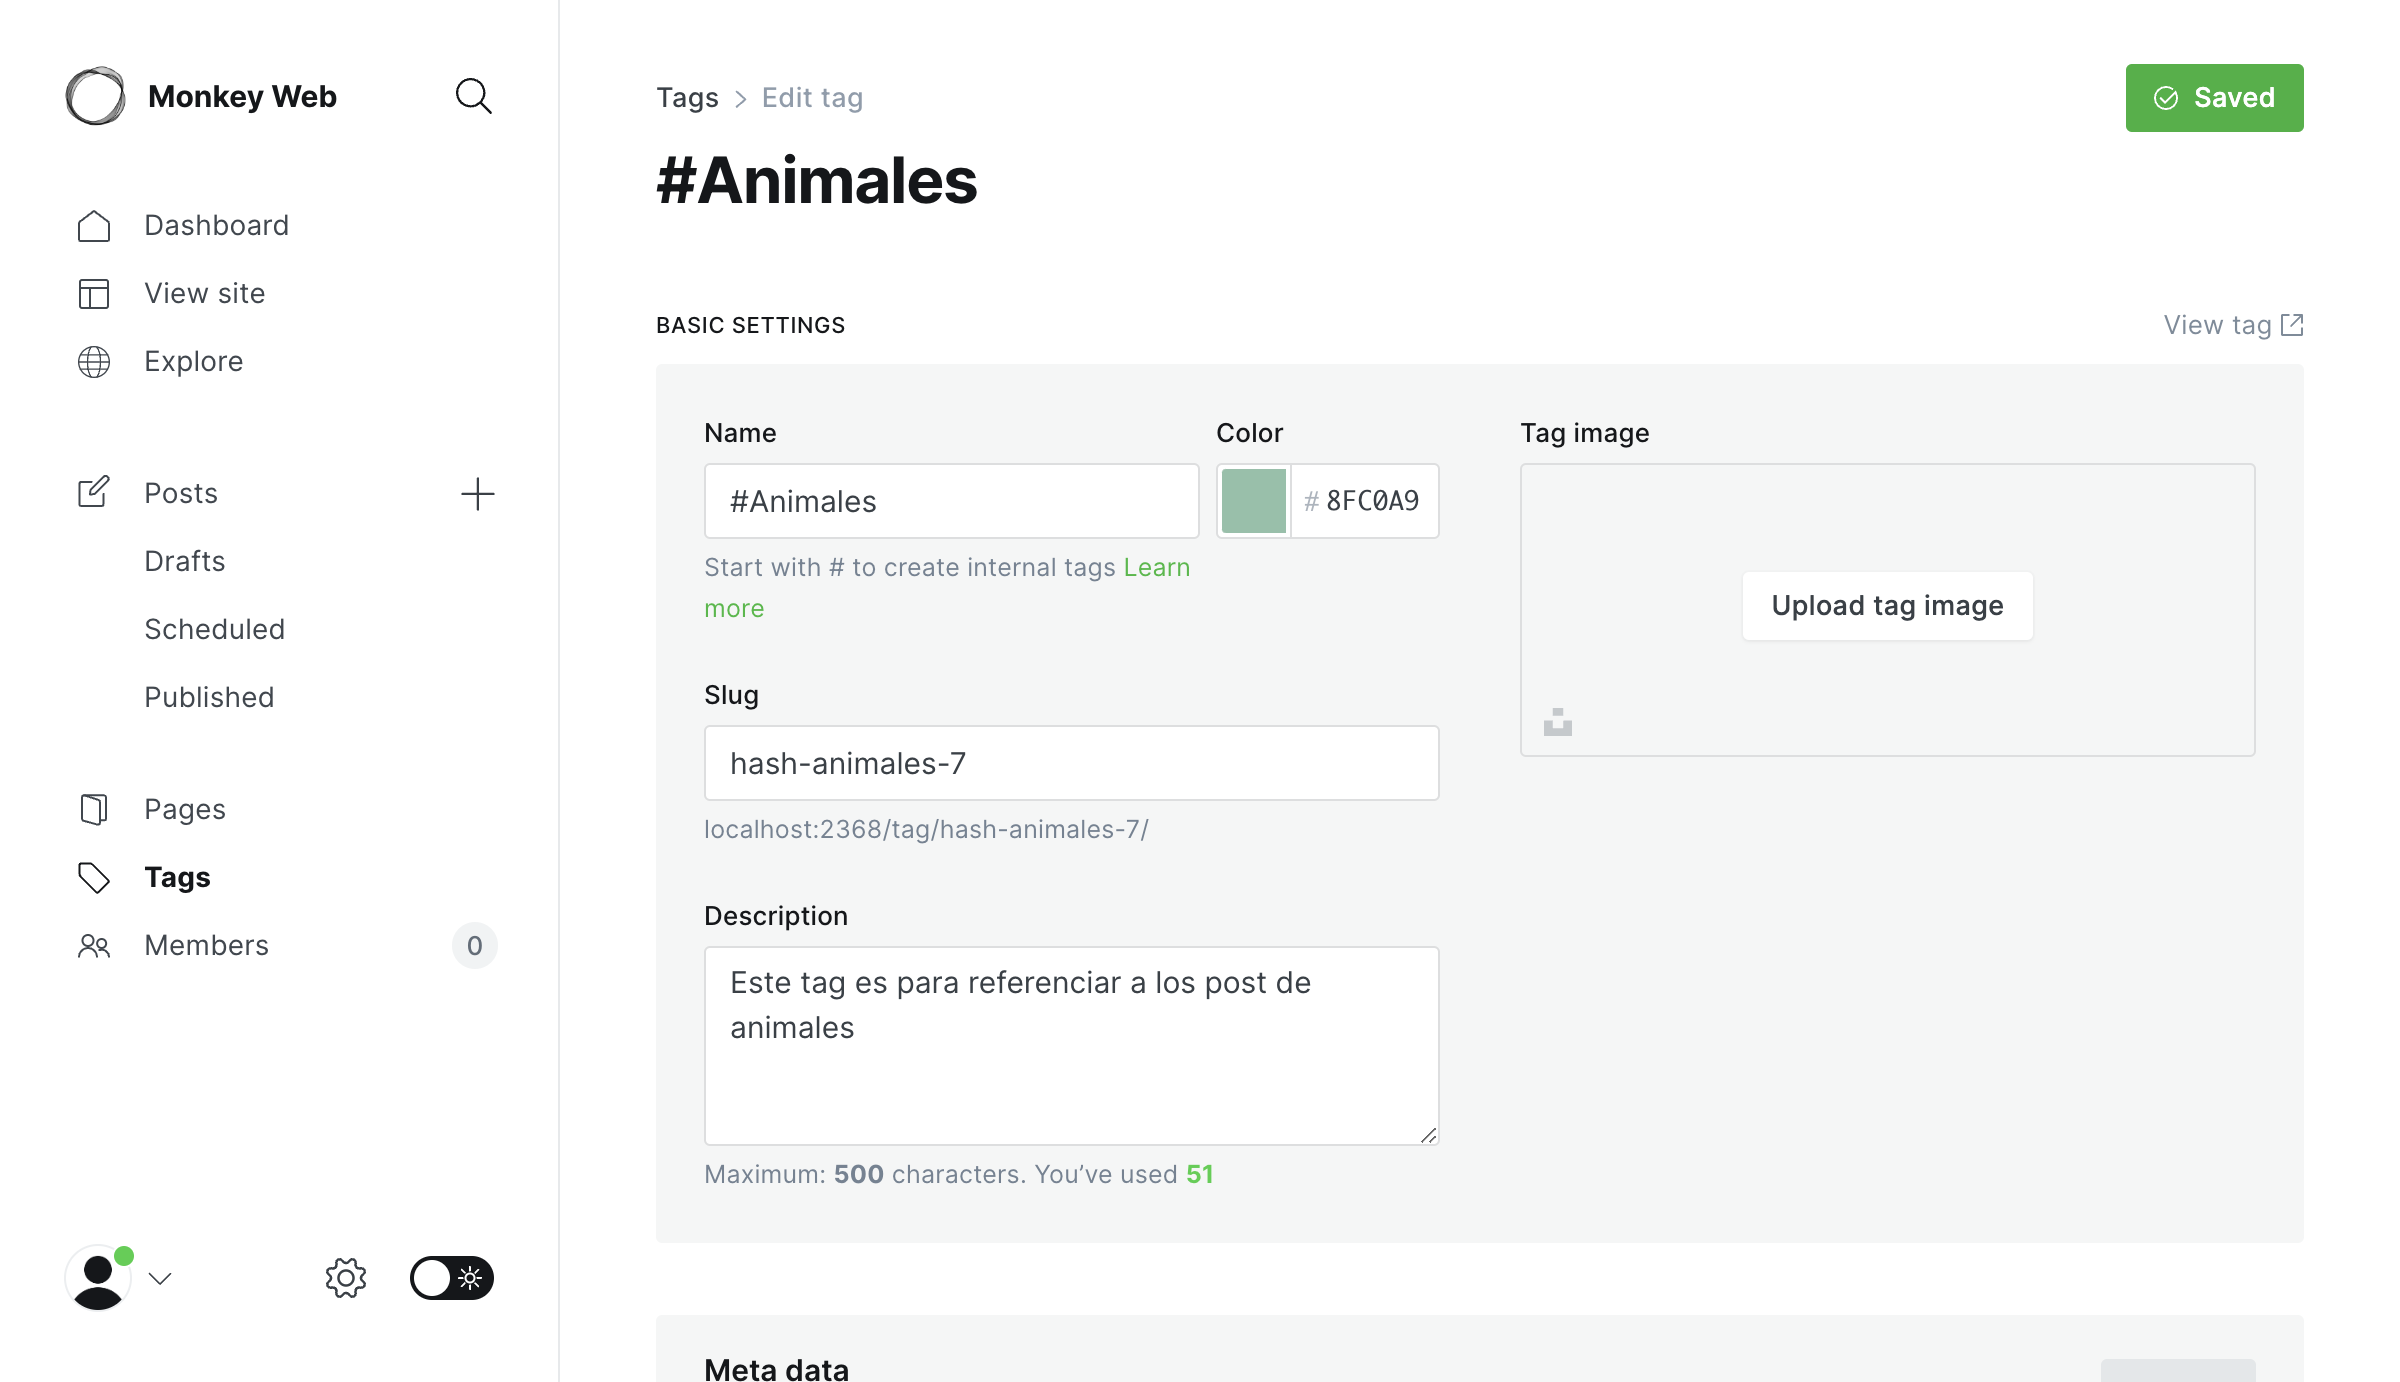 Monkey Web
Dashboard
View site
Explore
Posts
Drafts
Scheduled
Published
Pages
Tags
Members 0
Tags > Edit tag
Saved
#Animales
BASIC SETTINGS
View tag
Name
#Animales
Start with # to create internal tags Learn
more
Color
# 8FC0A9
Slug
hash-animales-7
localhost:2368/tag/hash-animales-7/
Description
Este tag es para referenciar a los post de
animales
Maximum: 500 characters. You’ve used 51
Tag image
Upload tag image
Meta data